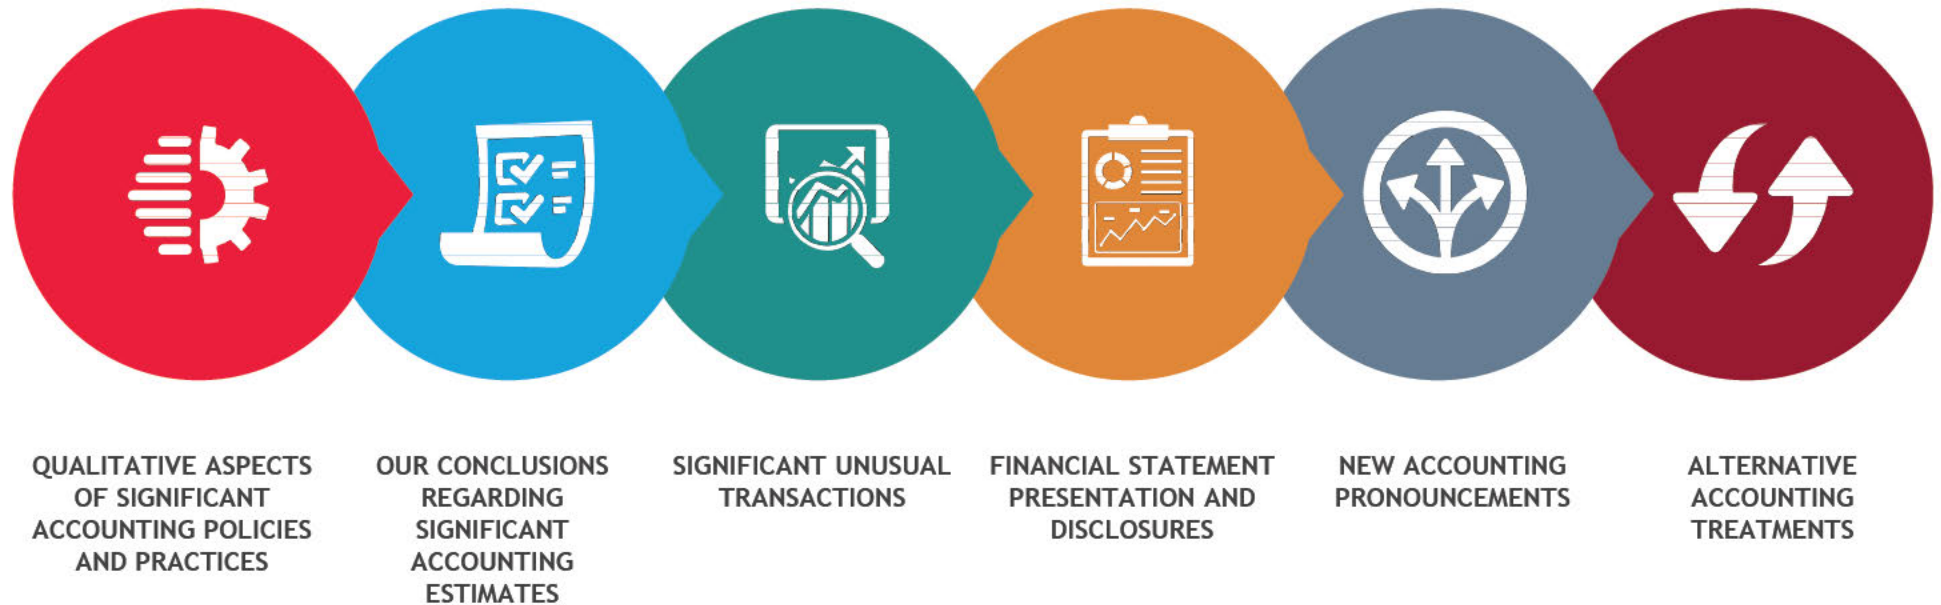 QUALITATIVE ASPECTS
OF SIGNIFICANT
ACCOUNTING POLICIES
AND PRACTICES
OUR CONCLUSIONS
REGARDING
SIGNIFICANT
ACCOUNTING
ESTIMATES
SIGNIFICANT UNUSUAL
TRANSACTIONS
FINANCIAL STATEMENT
PRESENTATION AND
DISCLOSURES
NEW ACCOUNTING
PRONOUNCEMENTS
ALTERNATIVE
ACCOUNTING
TREATMENTS